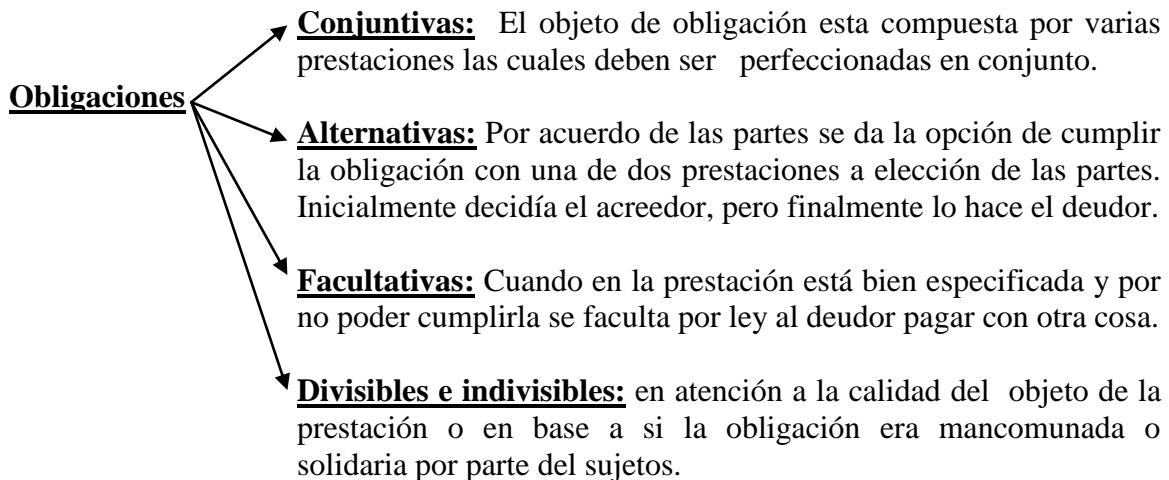 Conjuntivas: El objeto de obligación esta compuesta por varias
prestaciones las cuales deben ser perfeccionadas en conjunto.
Obligaciones
Alternativas: Por acuerdo de las partes se da la opción de cumplir
la obligación con una de dos prestaciones a elección de las partes.
Inicialmente decidía el acreedor, pero finalmente lo hace el deudor.
Facultativas: Cuando en la prestación está bien especificada y por
no poder cumplirla se faculta por ley al deudor pagar con otra cosa.
Divisibles e indivisibles: en atención a la calidad del objeto de la
prestación o en base a si la obligación era mancomunada o
solidaria por parte del sujetos.